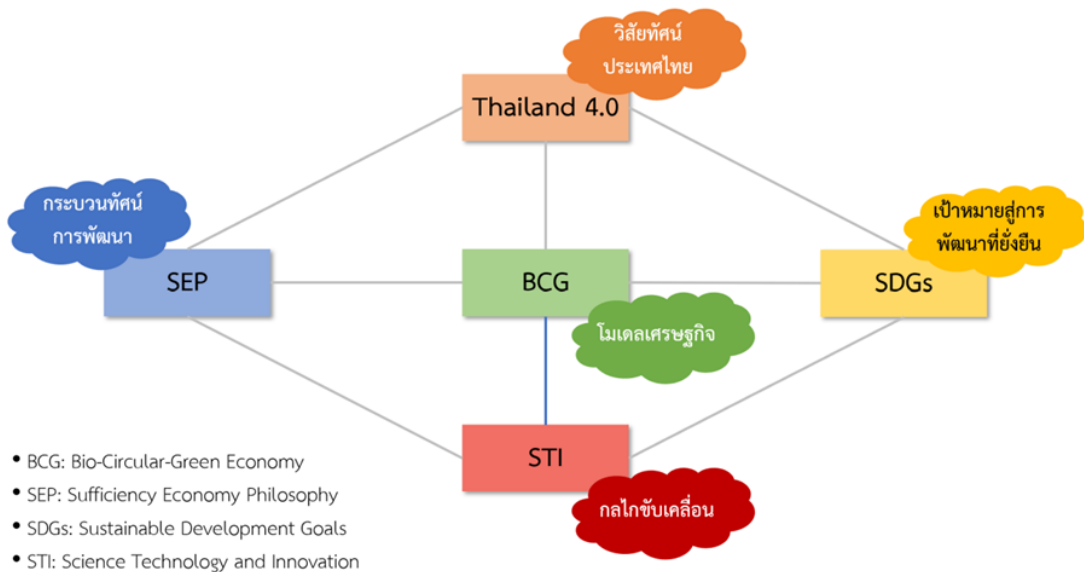 วิสัยทัศน์
ประเทศไทย
Thailand 4.0
กระบวนทัศน์
การพัฒนา
SEP
BCG
เป้าหมายสู่การ
พัฒนาที่ยั่งยืน
SDGs
โมเดลเศรษฐกิจ
STI
กลไกขับเคลื่อน
• BCG: Bio-Circular-Green Economy
• SEP: Sufficiency Economy Philosophy
• SDGs: Sustainable Development Goals
• STI: Science Technology and Innovation